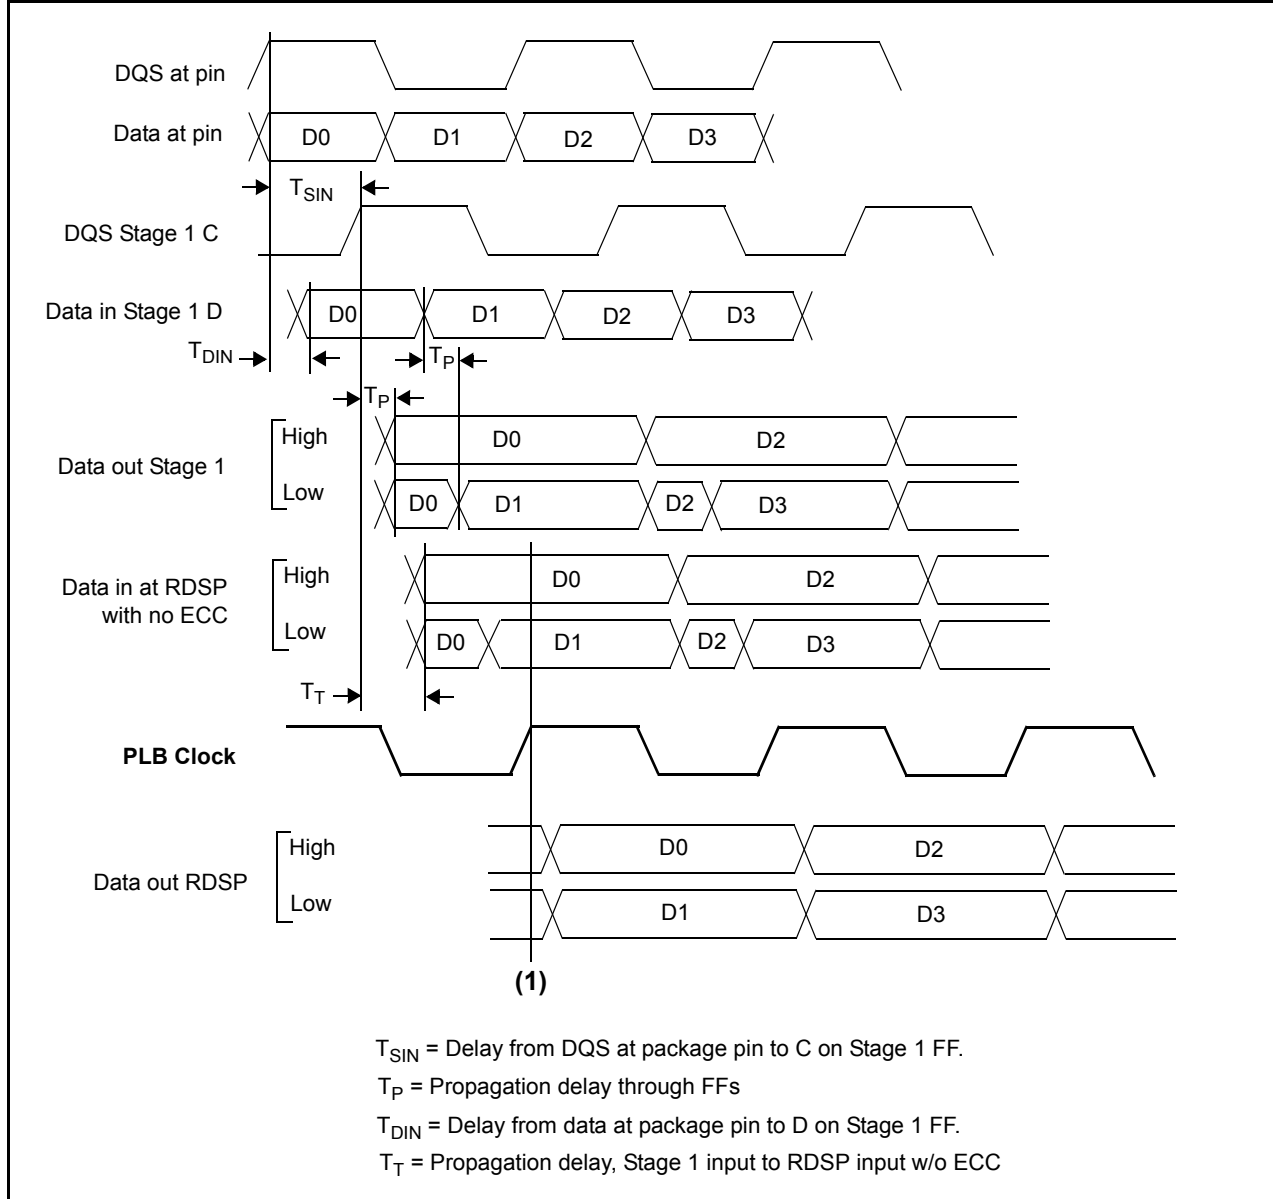 DQS at pin
Data at pin
D0 D1 D2 D3
TSIN
DQS Stage 1 C
Data in Stage 1 D
D0 D1 D2 D3
TDIN
TP
TP
Data out Stage 1
High
D0 D2
Low
D0 D1 D2 D3
Data in at RDSP
with no ECC
High
D0 D2
Low
D0 D1 D2 D3
TT
PLB Clock
Data out RDSP
High
D0 D2
Low
D1 D3
(1)
TSIN = Delay from DQS at package pin to C on Stage 1 FF.
TP = Propagation delay through FFs
TDIN = Delay from data at package pin to D on Stage 1 FF.
TT = Propagation delay, Stage 1 input to RDSP input w/o ECC